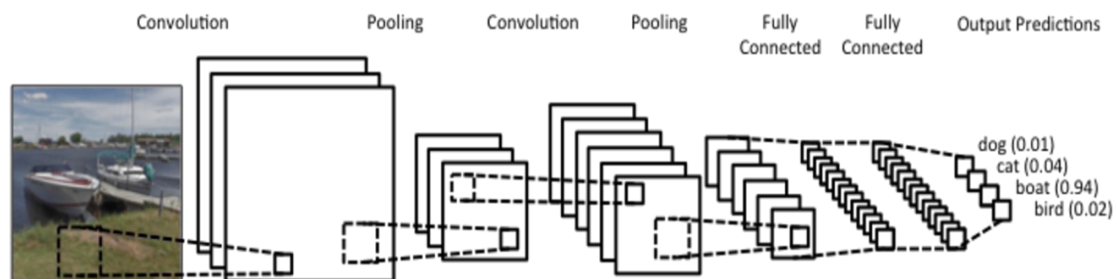 Convolution
Pooling
Convolution
Pooling
Fully
Connected
Fully
Connected
Output Predictions
dog (0.01)
cat (0.04)
boat (0.94)
bird (0.02)